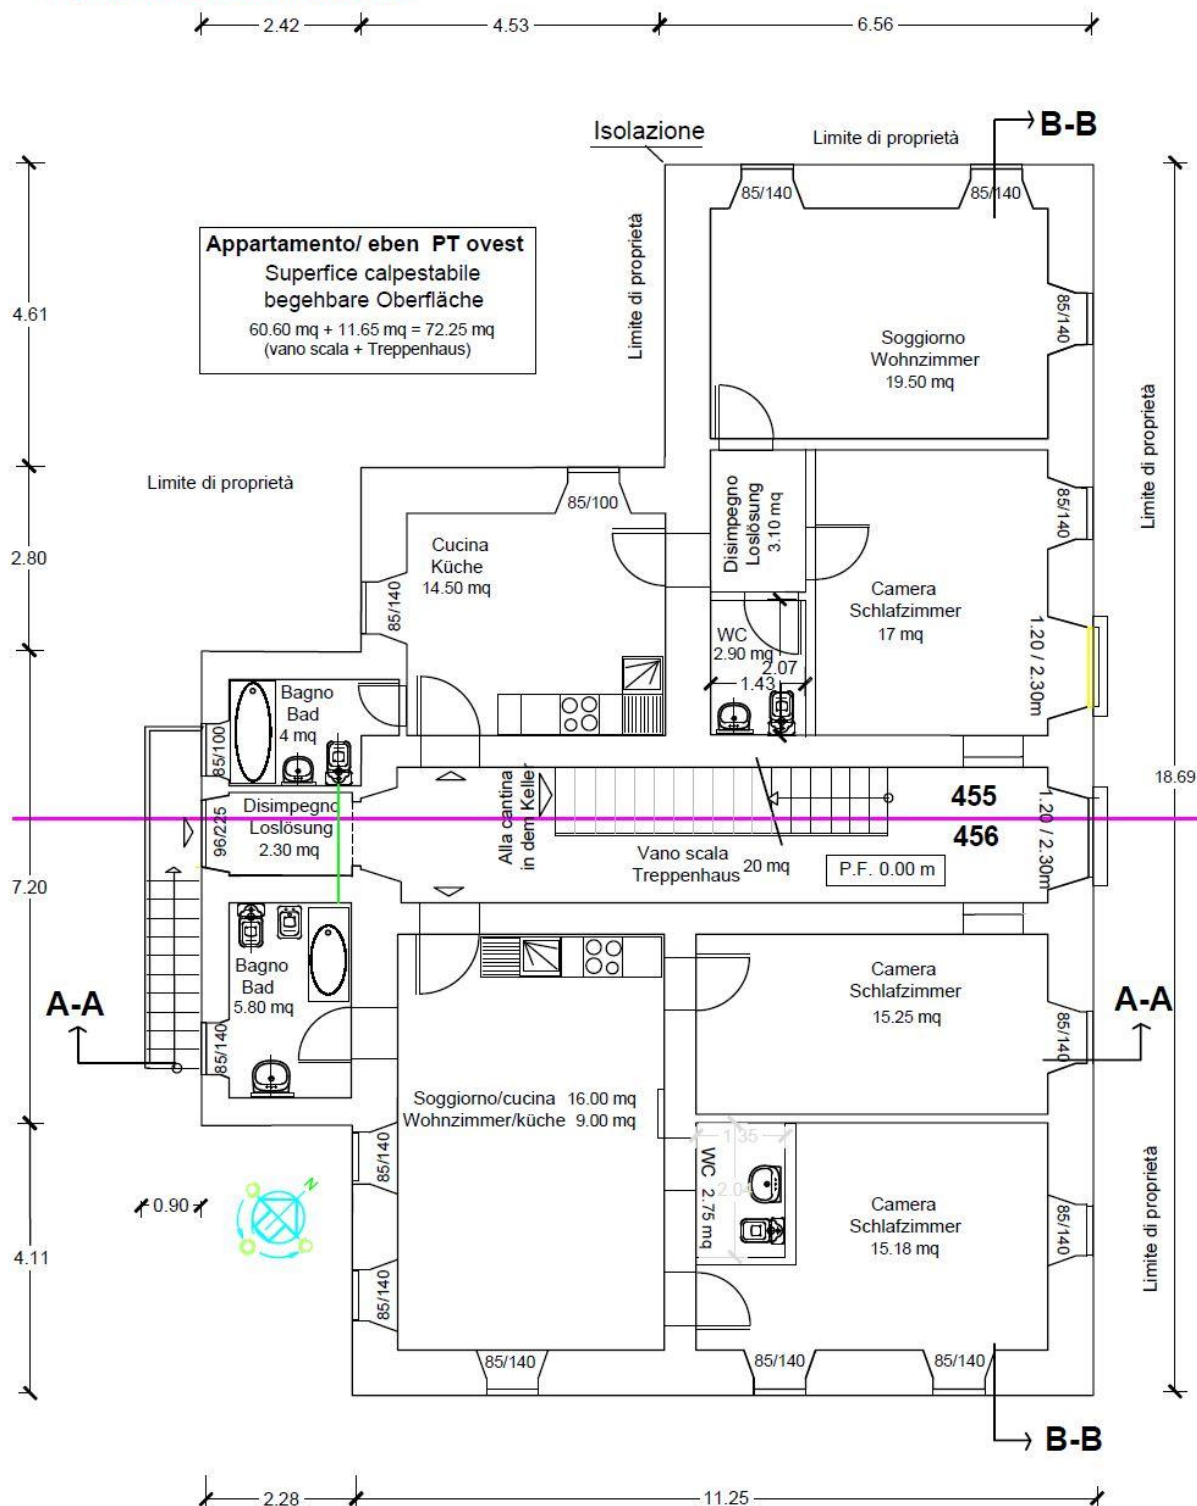 2.42
4.53
6.56
Isolazione
Limite di proprietà
B-B
85/140
85/140
Limite di proprietà
Appartamento/ eben PT ovest
Superfice calpestabile
begehbare Oberfläche
60.60 mq + 11.65 mq = 72.25 mq
(vano scala + Treppenhaus)
4.61
85/140
Soggiorno
Wohnzimmer
19.50 mq
Limite di proprietà
Limite di proprietà
85/100
85/140
Disimpegno
Loslösung
3.10 mq
Cucina
Küche
14.50 mq
2.80
85/140
Camera
Schlafzimmer
17 mq
WC
2.90 mq
2.07
1.43
1.20 / 2.30m
Bagno
Bad
4 mq
85/100
18.69
Disimpegno
Loslösung
2.30 mq
96/225
Alla cantina
in dem Keller
455
456
1.20 / 2.30m
Vano scala
Treppenhaus
20 mq
P.F. 0.00 m
7.20
Bagno
Bad
5.80 mq
A-A
85/140
Camera
Schlafzimmer
15.25 mq
85/140
A-A
Soggiorno/cucina 16.00 mq
Wohnzimmer/küche 9.00 mq
1.35
2.04
WC 2.75 mq
85/140
N
0.90
4.11
Camera
Schlafzimmer
15.18 mq
85/140
Limite di proprietà
85/140
85/140
85/140
85/140
B-B
2.28
11.25